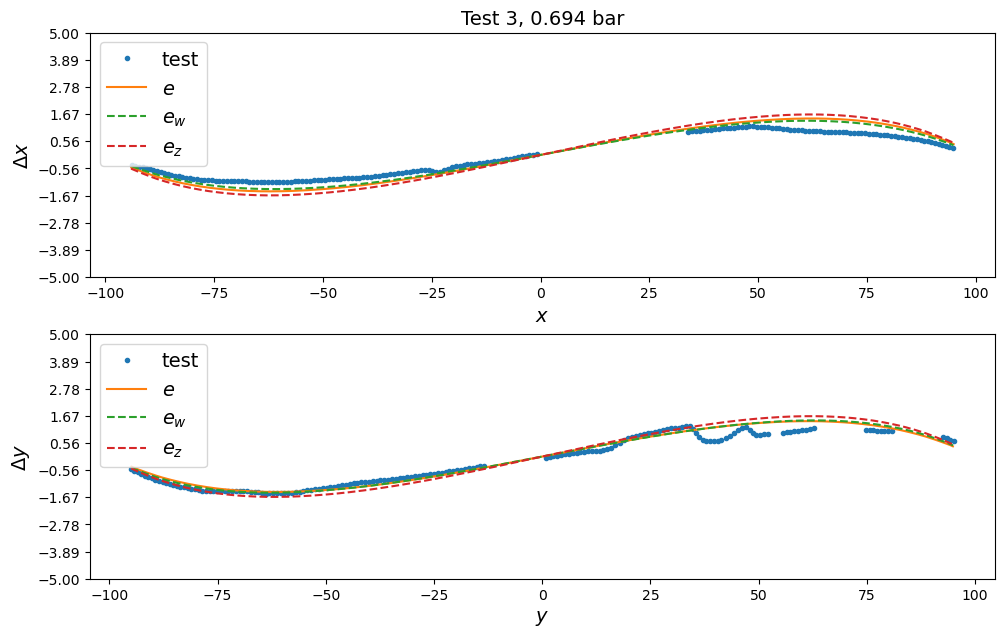 Test 3, 0.694 bar
5.00
3.89
2.78
1.67
0.56
−0.56
−1.67
−2.78
−3.89
−5.00
Δx
test
e
e_w
e_z
−100
−75
−50
−25
0
25
50
75
100
x
5.00
3.89
2.78
1.67
0.56
−0.56
−1.67
−2.78
−3.89
−5.00
Δy
test
e
e_w
e_z
−100
−75
−50
−25
0
25
50
75
100
y